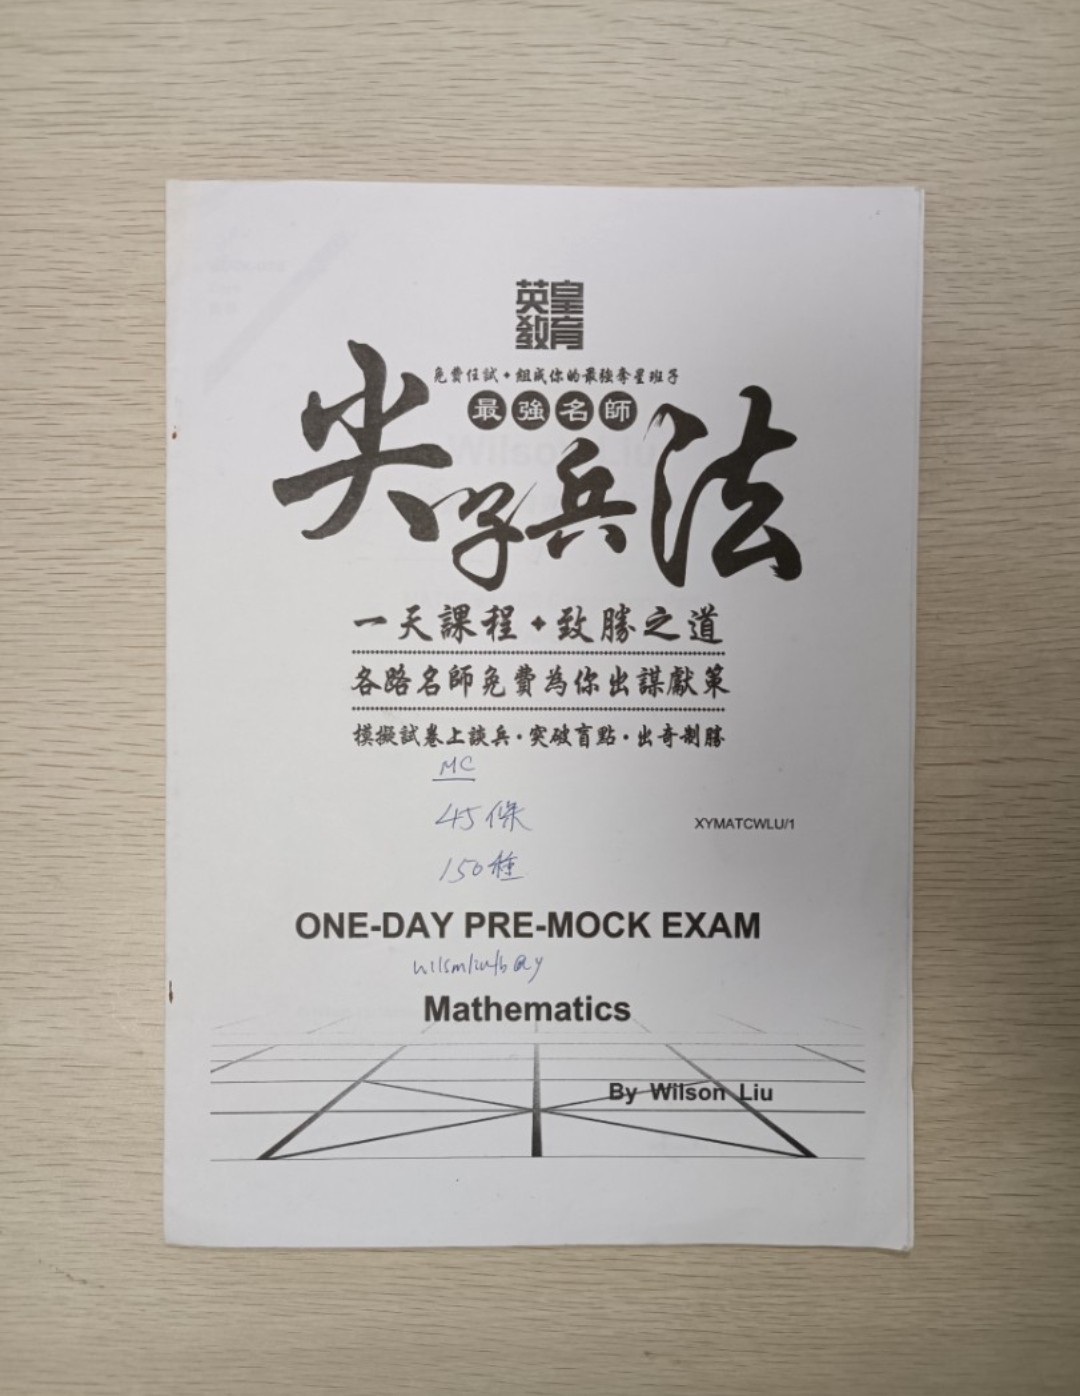 英皇
教育
免費任試✦組成你的最強奪星班子
最強名師
尖子兵法
一天課程✦致勝之道
各路名師免費為你出謀獻策
模擬試卷上談兵·突破盲點·出奇制勝
MC
45條
XYMATCWLU/1
150種
ONE-DAY PRE-MOCK EXAM
Mathematics
By Wilson Liu